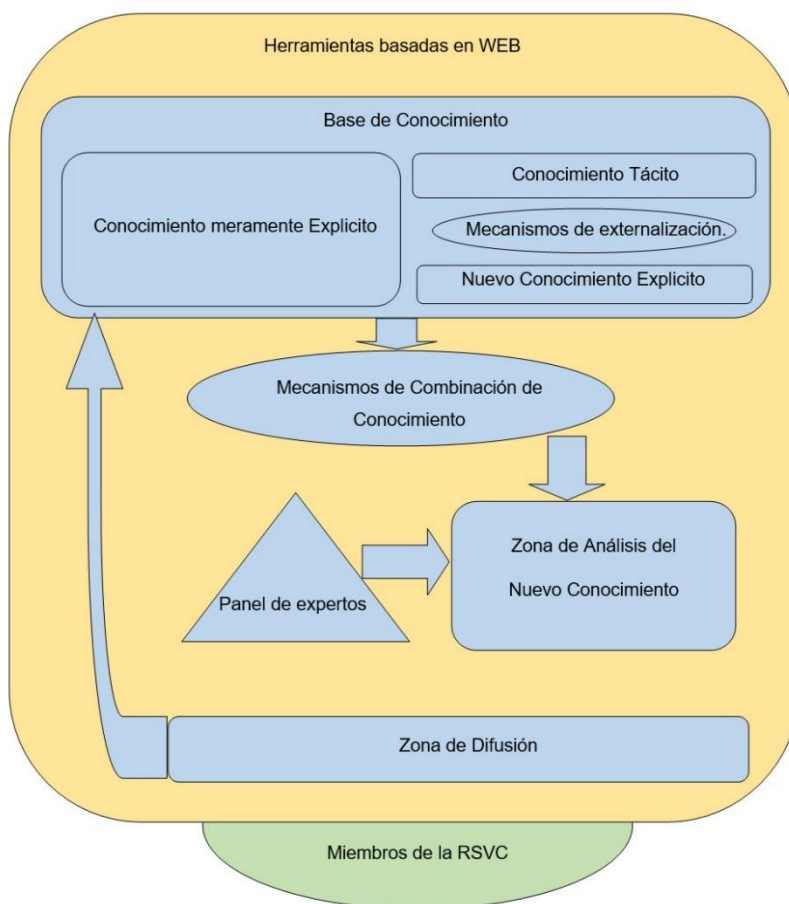 Herramientas basadas en WEB
Base de Conocimiento
Conocimiento meramente Explicito
Conocimiento Tácito
Mecanismos de externalización.
Nuevo Conocimiento Explicito
Mecanismos de Combinación de
Conocimiento
Zona de Análisis del
Nuevo Conocimiento
Panel de expertos
Zona de Difusión
Miembros de la RSVC